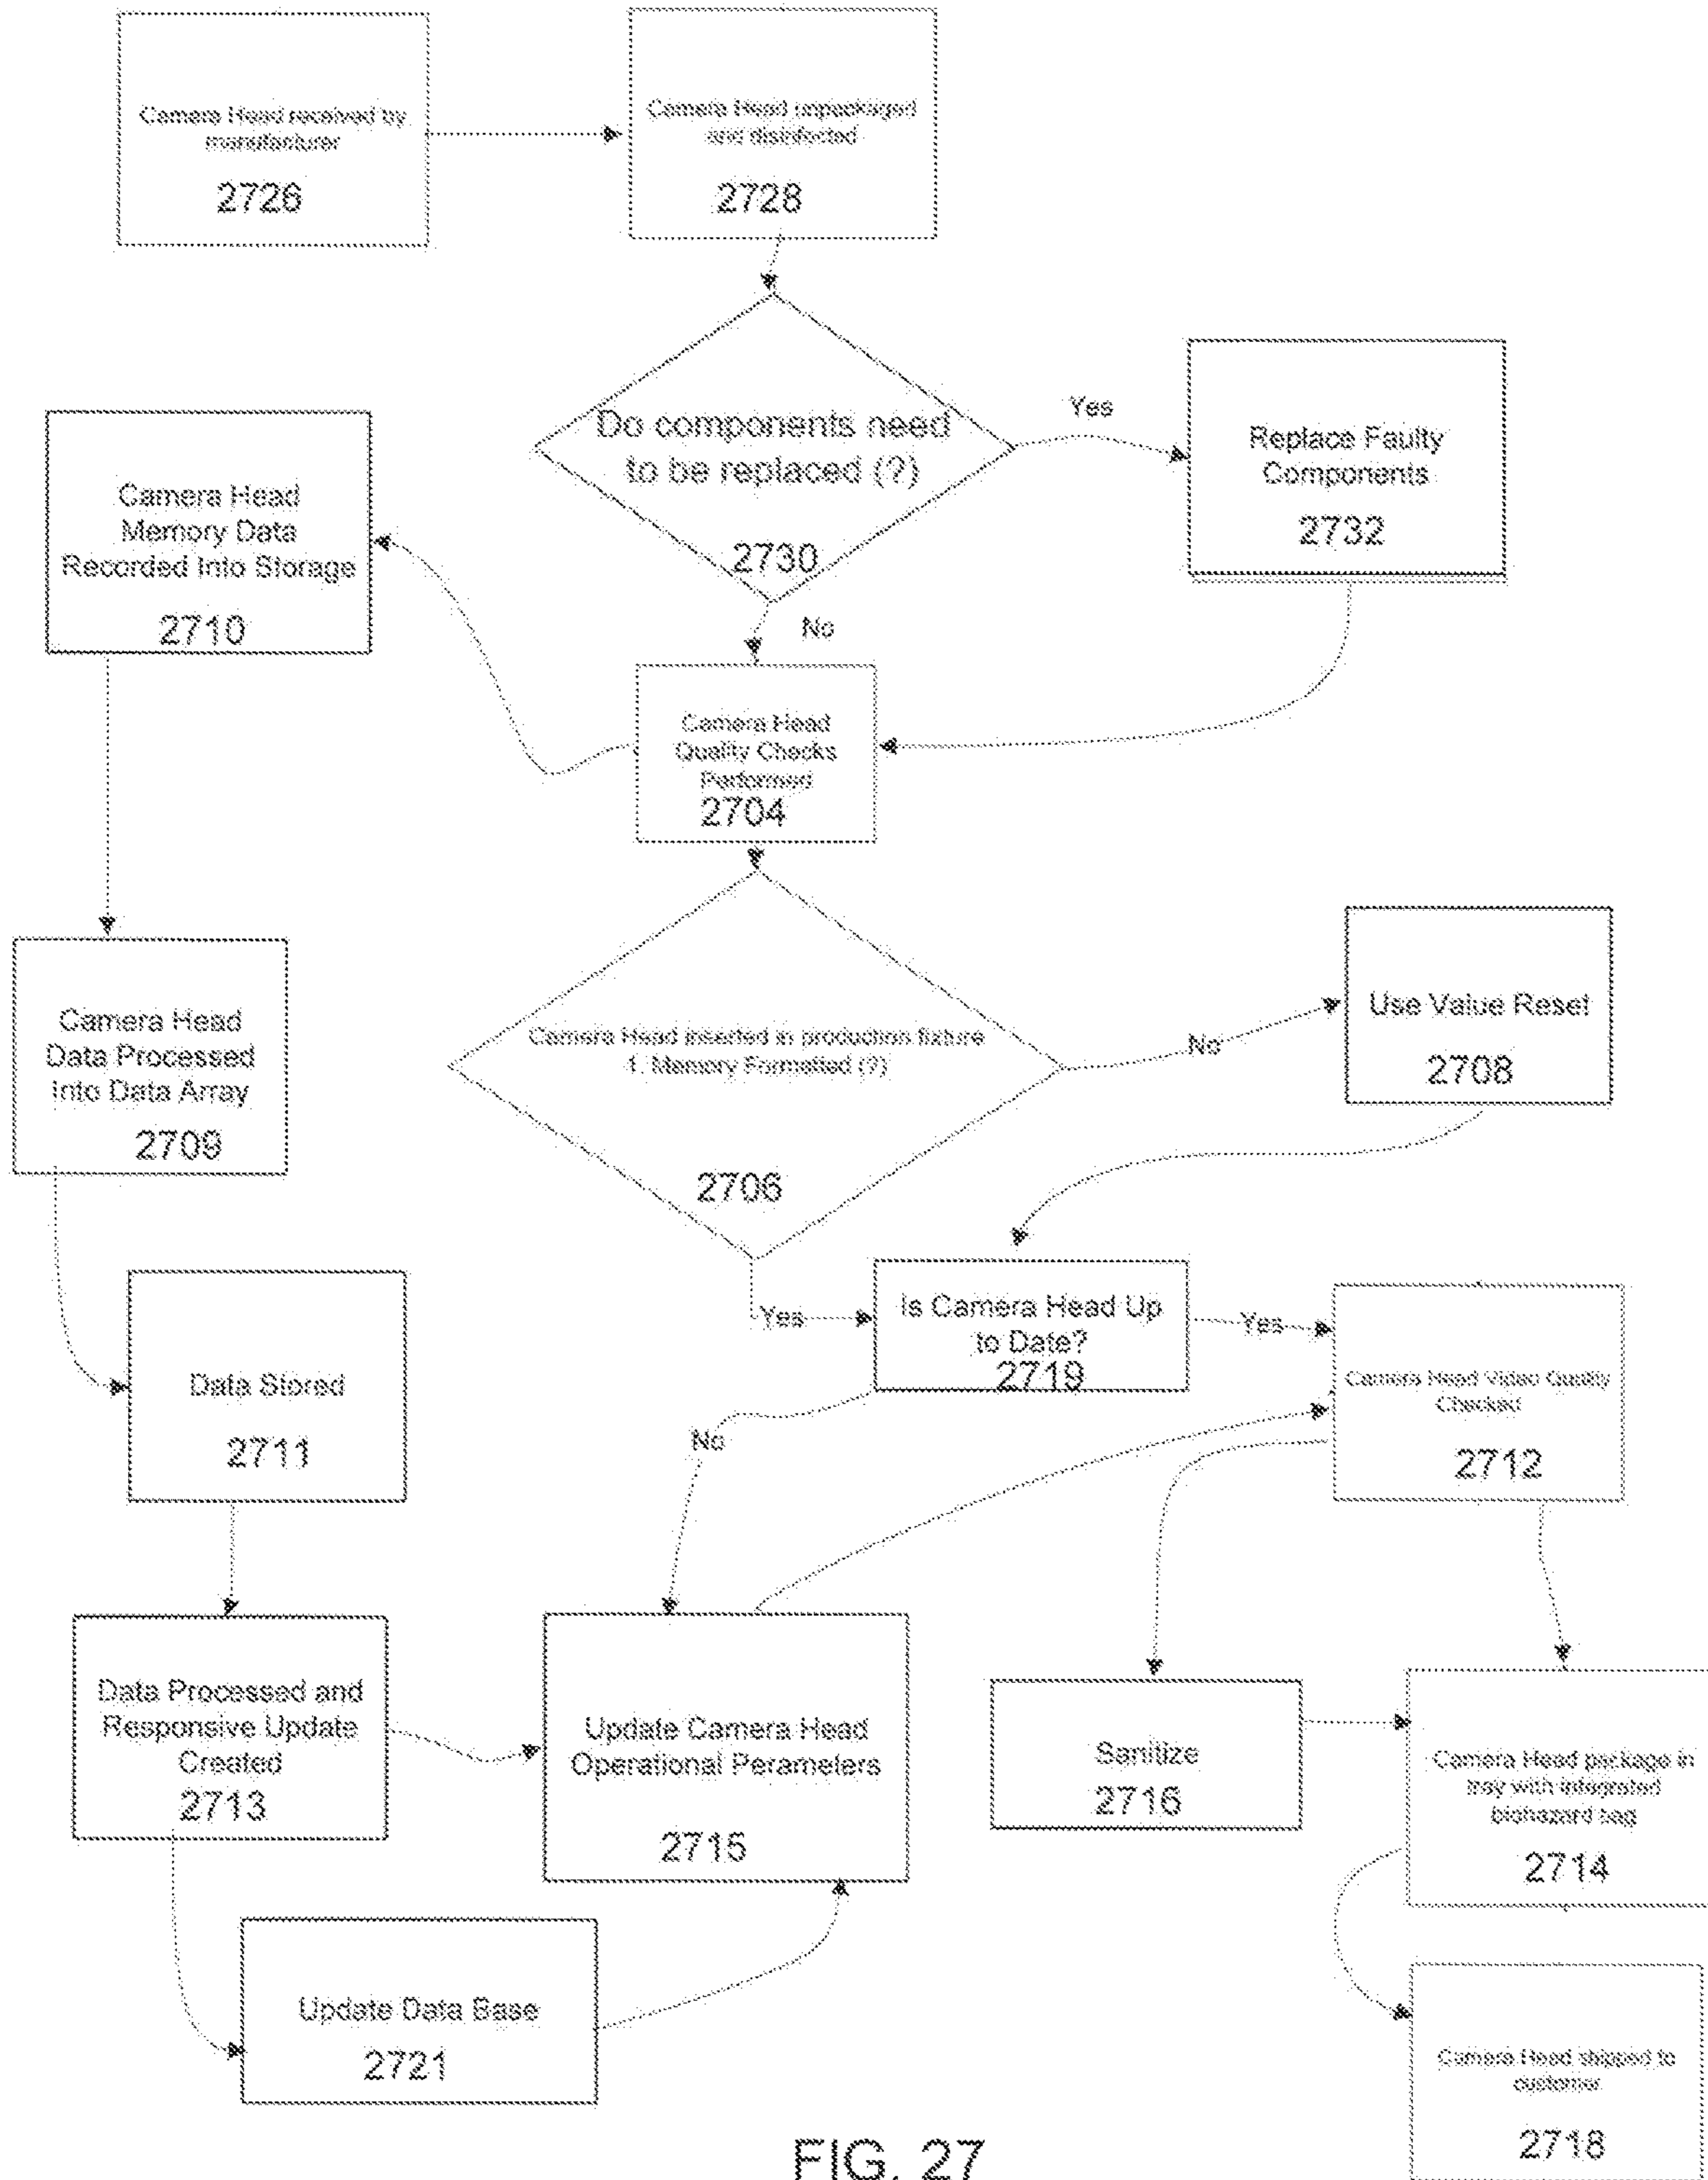 Camera Head received by
manufacturer
2726
Camera Head unpackaged
and disinfected
2728
Do components need
to be replaced (?)
2730
Yes
Replace Faulty
Components
2732
No
Camera Head
Memory Data
Recorded Into Storage
2710
Camera Head
Quality Checks
Performed
2704
Camera Head
Data Processed
Into Data Array
2709
Camera Head inserted in production fixture
1. Memory Formatted (?)
2706
No
Use Value Reset
2708
Yes
Is Camera Head Up
to Date?
2719
Yes
Camera Head Video Quality
Checked
2712
Data Stored
2711
No
Data Processed and
Responsive Update
Created
2713
Update Camera Head
Operational Perameters
2715
Sanitize
2716
Camera Head package in
tray with integrated
biohazard bag
2714
Update Data Base
2721
Camera Head shipped to
customer
2718
FIG. 27